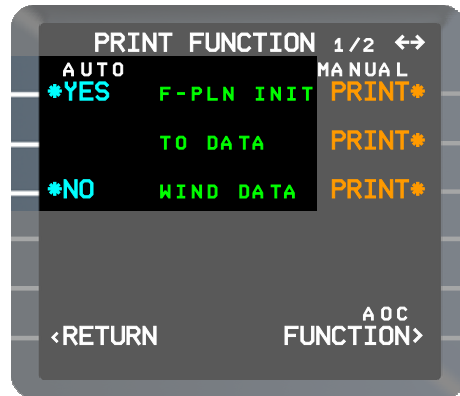 PRINT FUNCTION 1/2 ↔
AUTO MANUAL
*YES F-PLN INIT PRINT*
TO DATA PRINT*
*NO WIND DATA PRINT*
AOC
<RETURN FUNCTION>